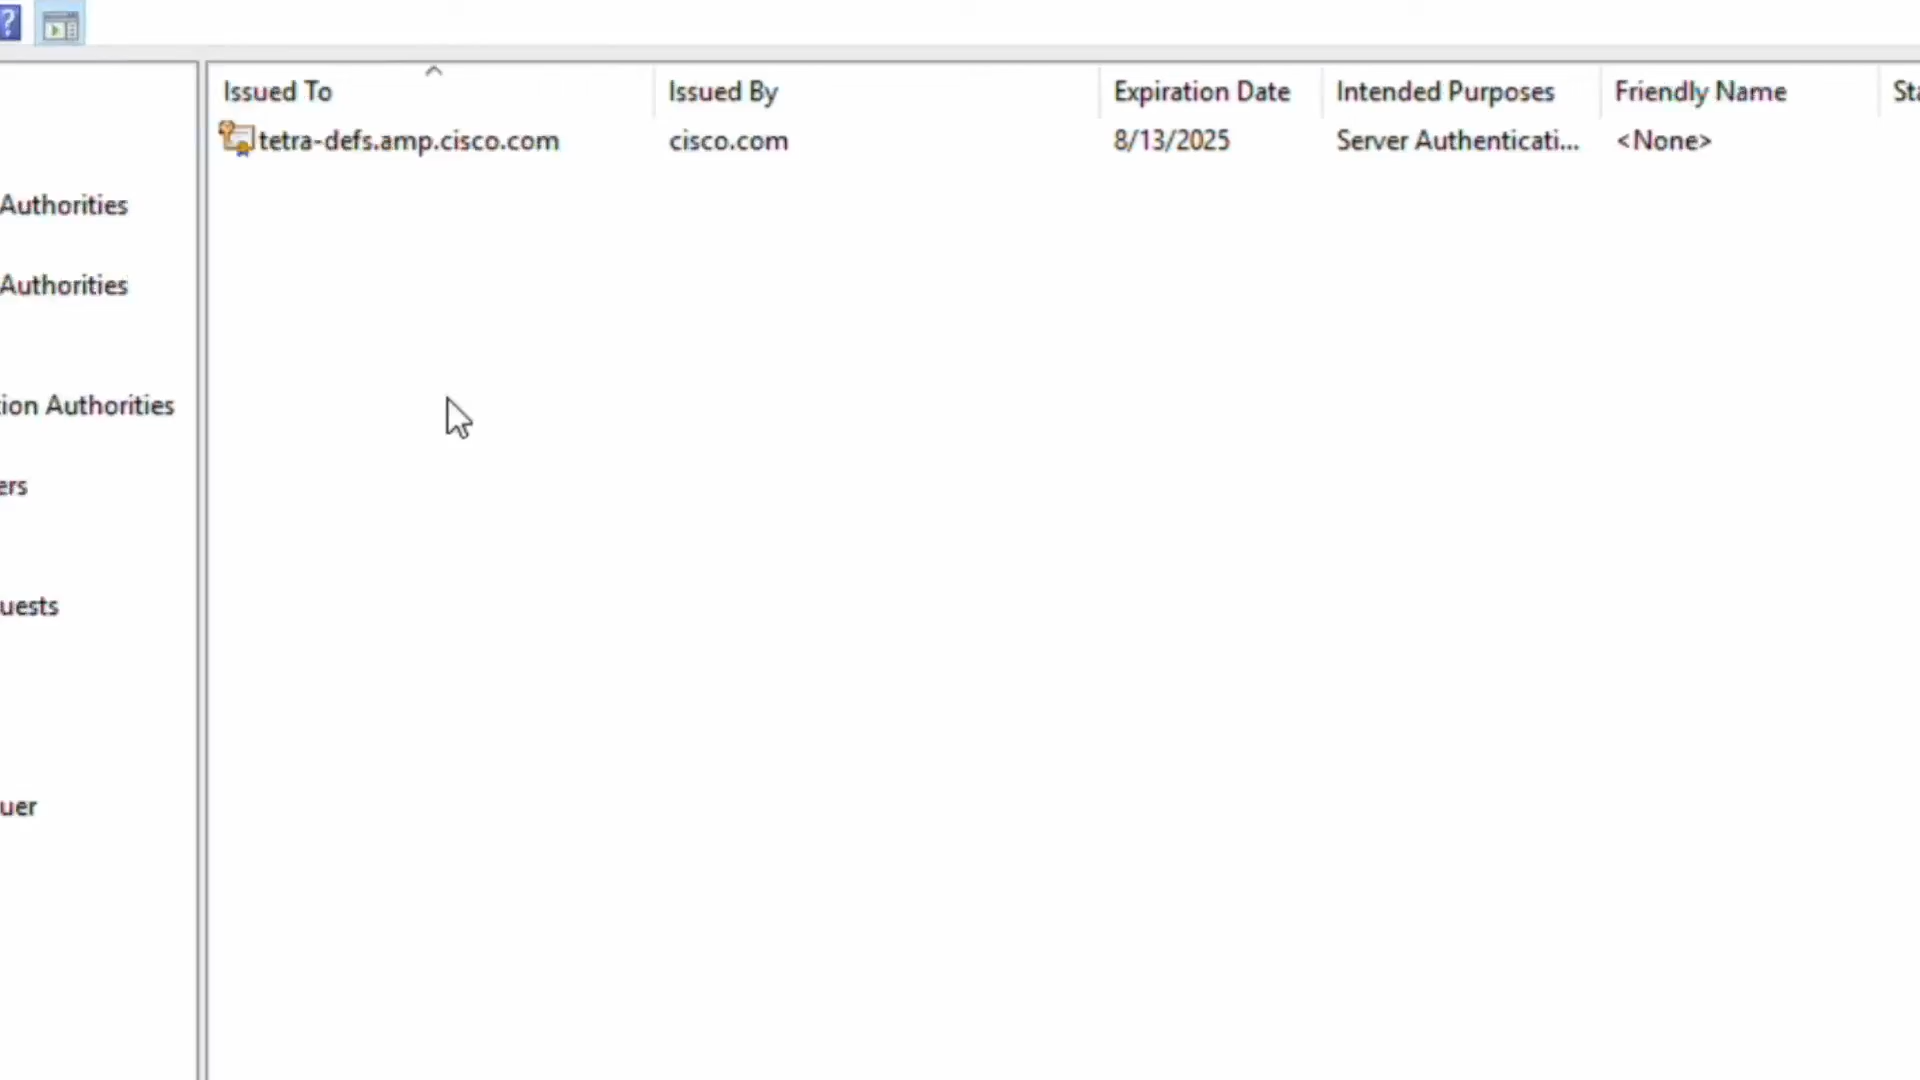 ?
Issued To Issued By Expiration Date Intended Purposes Friendly Name Sta
tetra-defs.amp.cisco.com cisco.com 8/13/2025 Server Authenticati... <None>
Authorities
Authorities
tion Authorities
ers
uests
uer